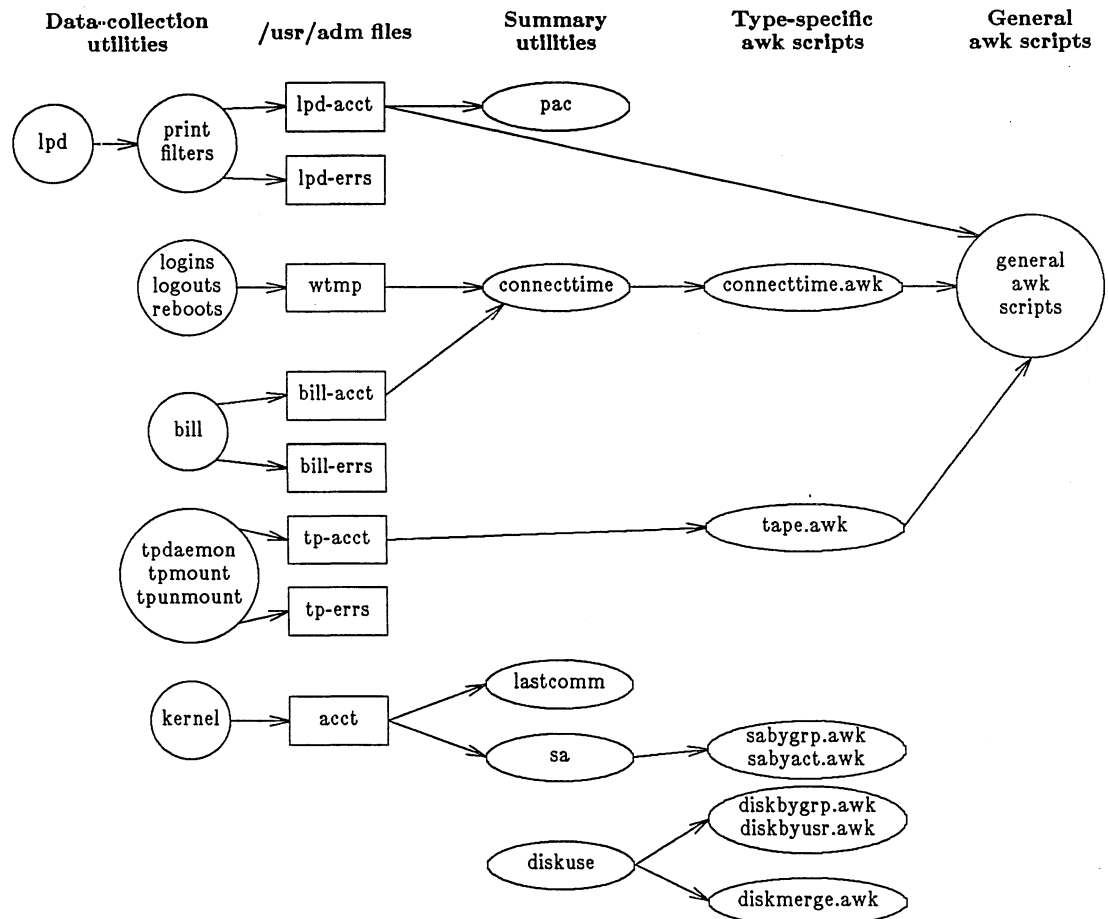 Data-collection
utilities
/usr/adm files
Summary
utilities
Type-specific
awk scripts
General
awk scripts
lpd
print
filters
lpd-acct
pac
lpd-errs
logins
logouts
reboots
wtmp
connecttime
connecttime.awk
general
awk
scripts
bill
bill-acct
bill-errs
tpdaemon
tpmount
tpunmount
tp-acct
tape.awk
tp-errs
kernel
acct
lastcomm
sa
sabygrp.awk
sabyact.awk
diskuse
diskbygrp.awk
diskbyusr.awk
diskmerge.awk